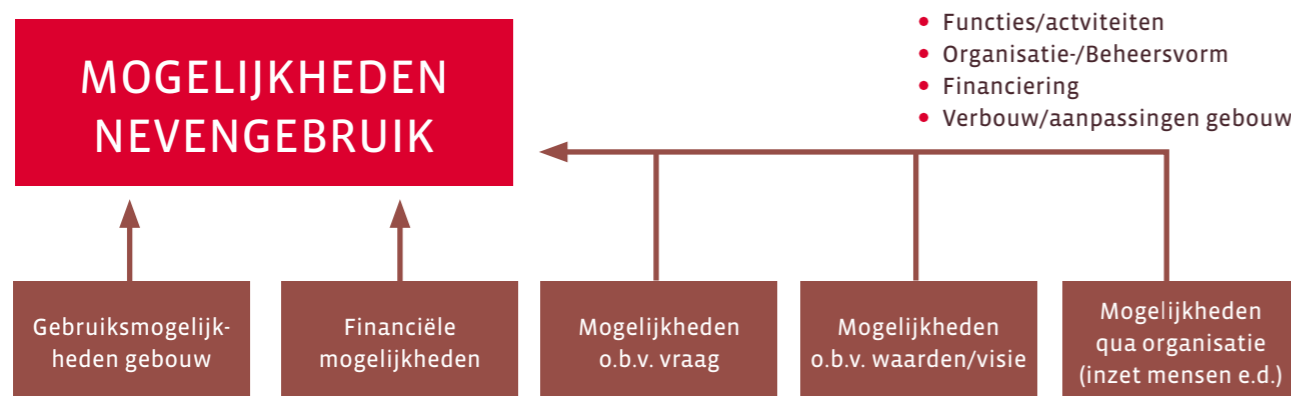 MOGELIJKHEDEN
NEVENGEBRUIK
• Functies/actviteiten
• Organisatie-/Beheersvorm
• Financiering
• Verbouw/aanpassingen gebouw
Gebruiksmogelijk-
heden gebouw
Financiële
mogelijkheden
Mogelijkheden
o.b.v. vraag
Mogelijkheden
o.b.v. waarden/visie
Mogelijkheden
qua organisatie
(inzet mensen e.d.)